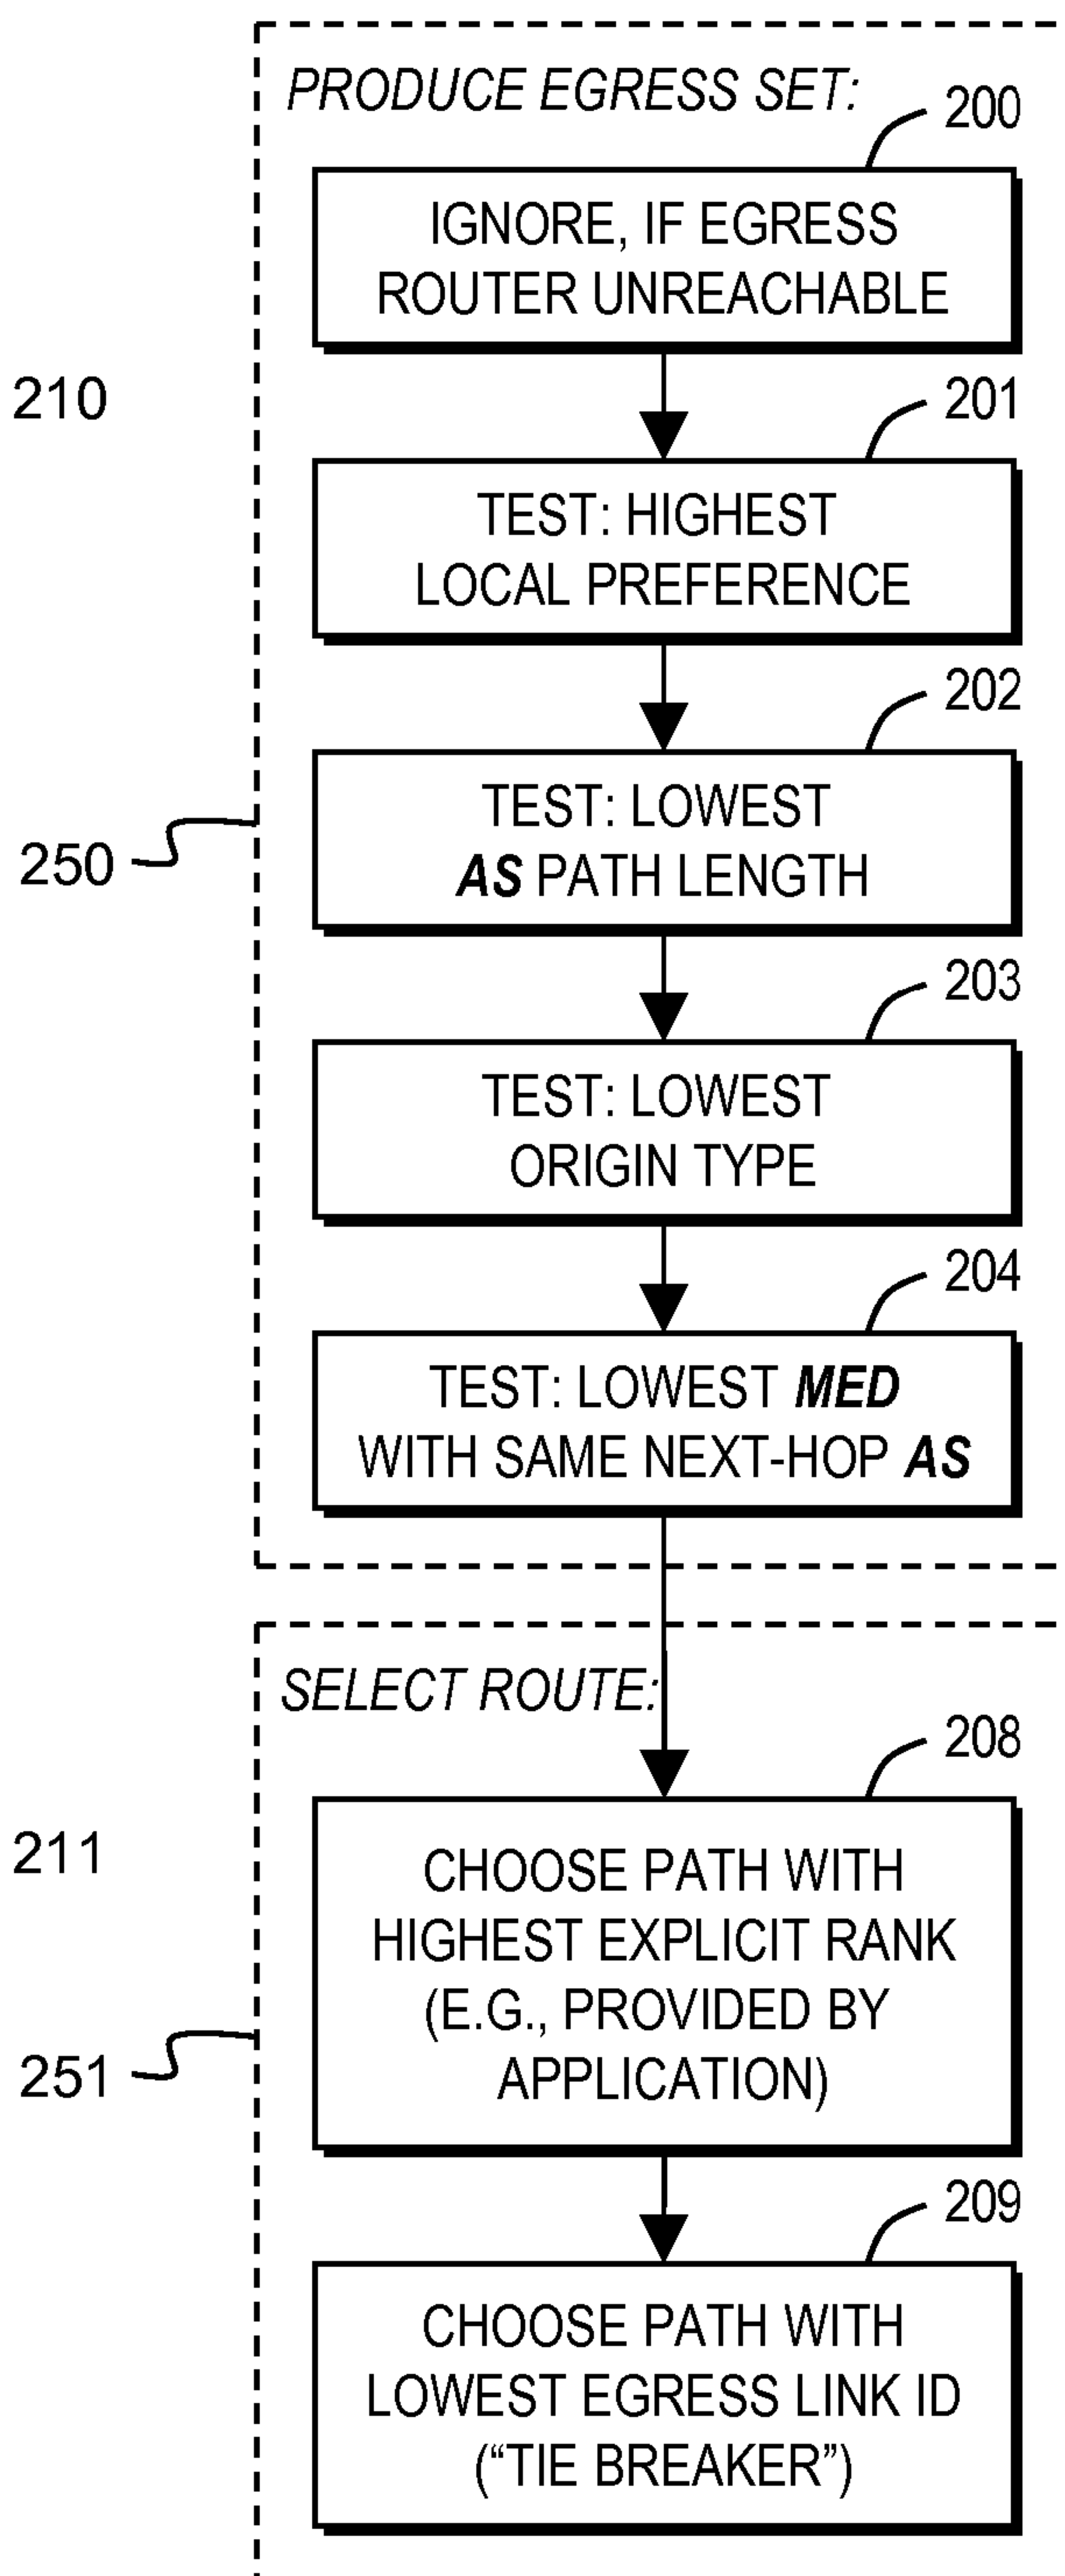 PRODUCE EGRESS SET:
200
IGNORE, IF EGRESS
ROUTER UNREACHABLE
210
201
TEST: HIGHEST
LOCAL PREFERENCE
202
TEST: LOWEST
AS PATH LENGTH
250
203
TEST: LOWEST
ORIGIN TYPE
204
TEST: LOWEST MED
WITH SAME NEXT-HOP AS
SELECT ROUTE:
208
211
CHOOSE PATH WITH
HIGHEST EXPLICIT RANK
(E.G., PROVIDED BY
APPLICATION)
251
209
CHOOSE PATH WITH
LOWEST EGRESS LINK ID
(“TIE BREAKER”)